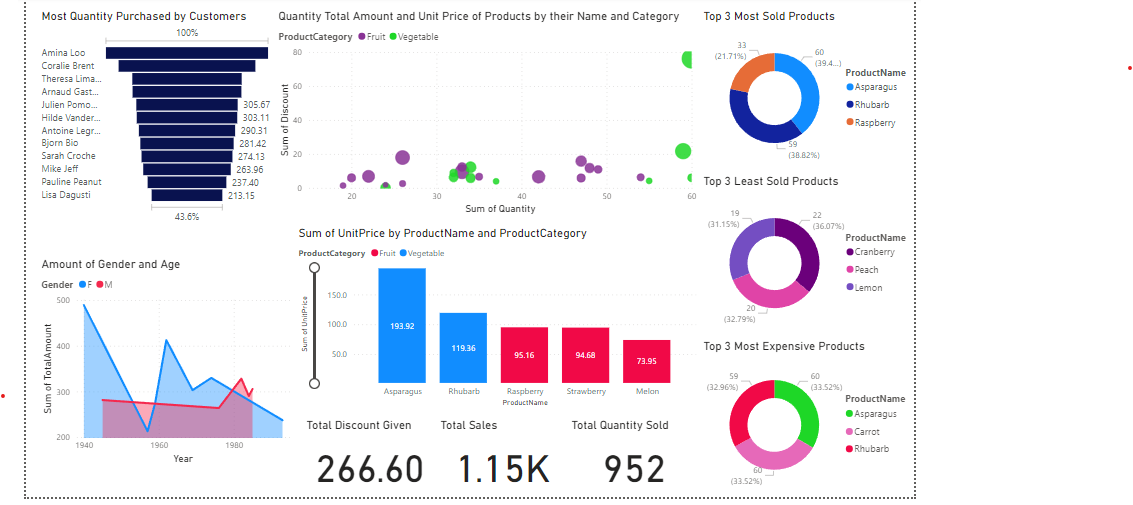 Most Quantity Purchased by Customers
100%
Amina Loo
Coralie Brent
Theresa Lima...
Arnaud Gast...
Julien Pomo... 305.67
Hilde Vander... 303.11
Antoine Legr... 290.31
Bjorn Bio 281.42
Sarah Croche 274.13
Mike Jeff 263.96
Pauline Peanut 237.40
Lisa Dagusti 213.15
43.6%
Quantity Total Amount and Unit Price of Products by their Name and Category
ProductCategory Fruit Vegetable
Sum of Discount
80
60
40
20
0
20 30 40 50 60
Sum of Quantity
Top 3 Most Sold Products
33
(21.71%)
60
(39.4...)
59
(38.82%)
ProductName
Asparagus
Rhubarb
Raspberry
Top 3 Least Sold Products
19
(31.15%)
22
(36.07%)
20
(32.79%)
ProductName
Cranberry
Peach
Lemon
Top 3 Most Expensive Products
59
(32.96%)
60
(33.52%)
60
(33.52%)
ProductName
Asparagus
Carrot
Rhubarb
Amount of Gender and Age
Gender F M
Sum of TotalAmount
500
400
300
200
1940 1960 1980
Year
Sum of UnitPrice by ProductName and ProductCategory
ProductCategory Fruit Vegetable
Sum of UnitPrice
150.0
100.0
50.0
193.92
119.36
95.16
94.68
73.95
Asparagus Rhubarb Raspberry Strawberry Melon
ProductName
Total Discount Given
266.60
Total Sales
1.15K
Total Quantity Sold
952